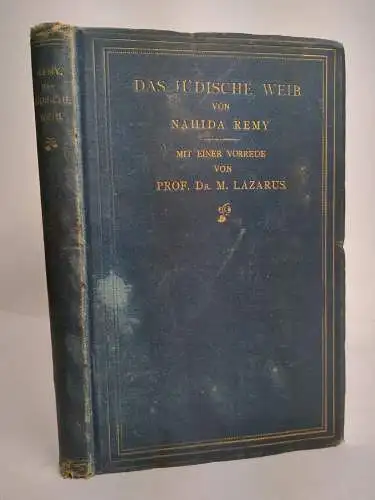 REMY,
DAS
JÜDISCHE
WEIB.
DAS JÜDISCHE WEIB
VON
NAHIDA REMY
MIT EINER VORREDE
VON
PROF. DR. M. LAZARUS.